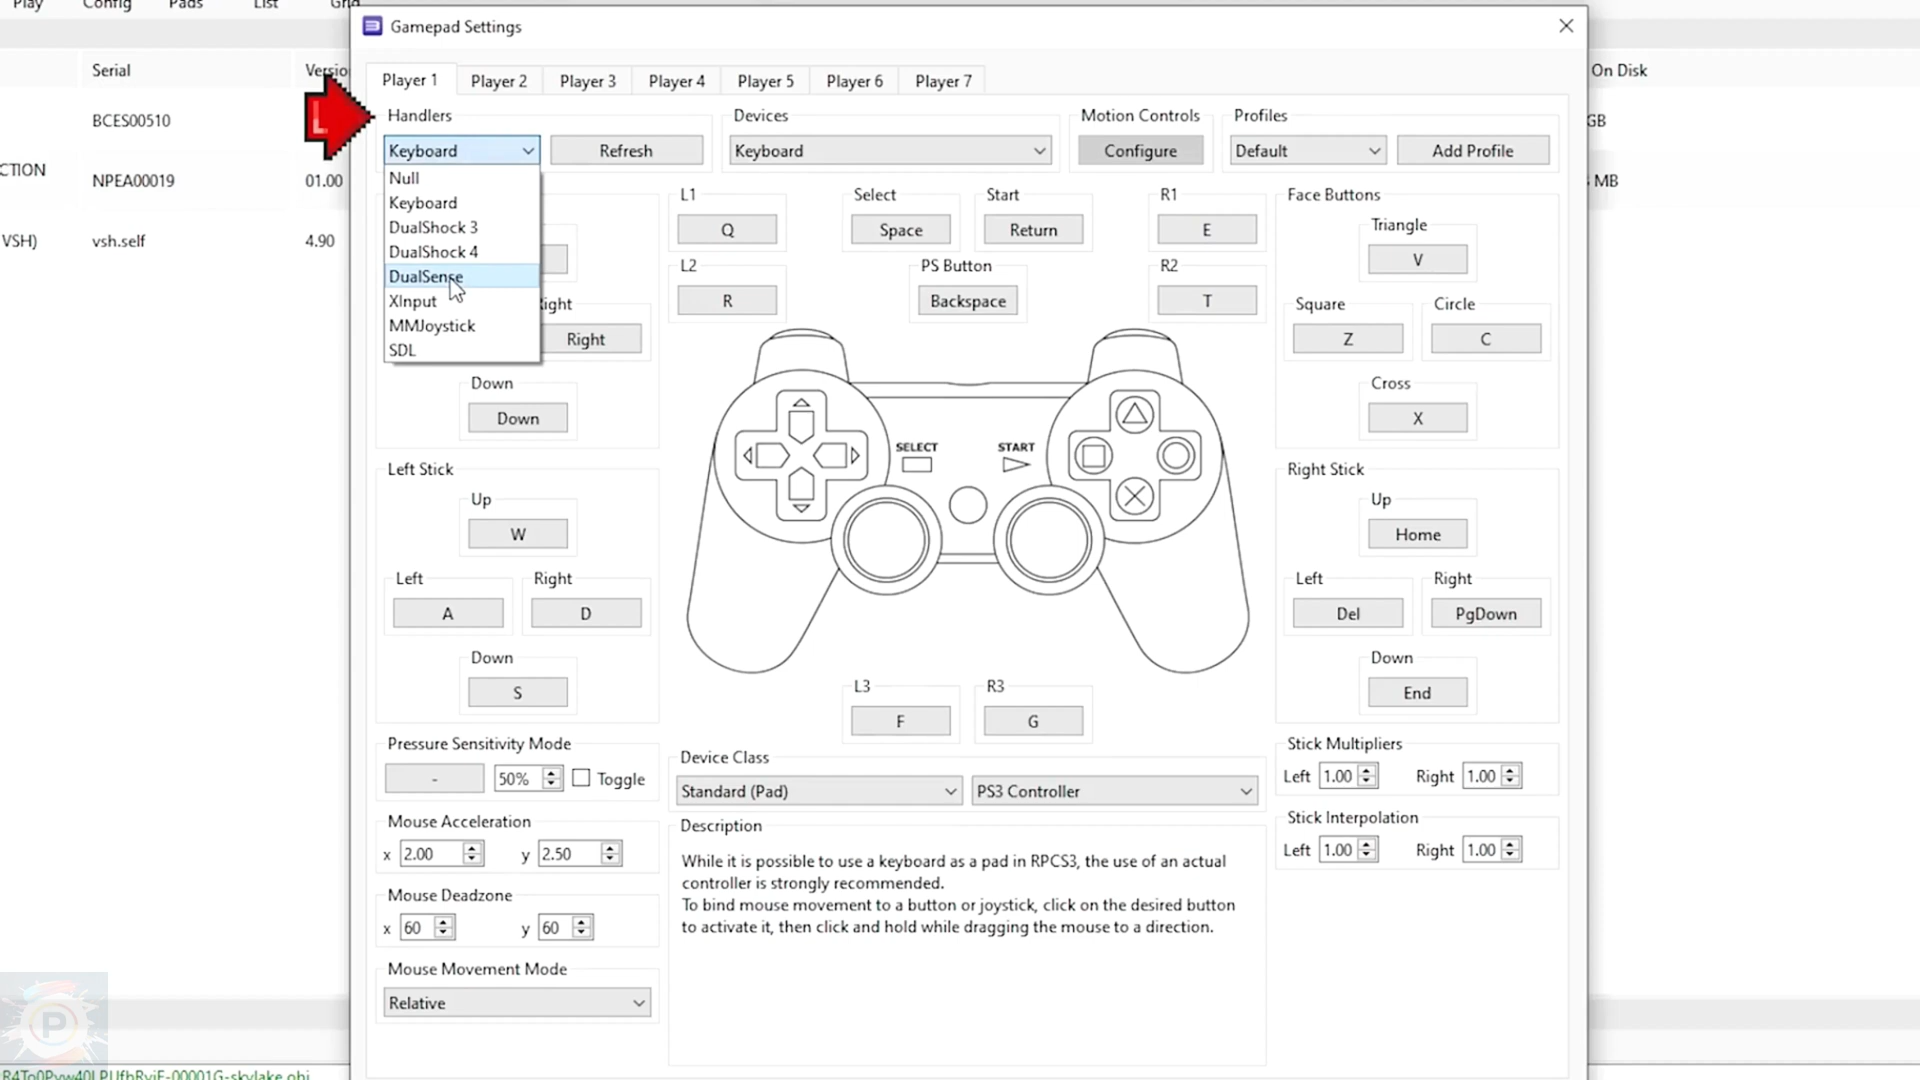 Play Config Pads List Grid
Gamepad Settings
Serial Versio On Disk
Player 1 Player 2 Player 3 Player 4 Player 5 Player 6 Player 7
Handlers Devices Motion Controls Profiles
BCES00510 GB
Keyboard Refresh Keyboard Configure Default Add Profile
CTION NPEA00019 01.00 MB
VSH) vsh.self 4.90
Null
Keyboard
DualShock 3
DualShock 4
DualSense
XInput
MMJoystick
SDL
L1 Select Start R1 Face Buttons
Q Space Return E
Triangle
V
L2 PS Button R2
R Backspace T
Right
Right
Square Circle
Z C
Down
Down
Cross
X
SELECT START
Left Stick
Up
W
Left Right
A D
Down
S
Right Stick
Up
Home
Left Right
Del PgDown
Down
End
L3 R3
F G
Pressure Sensitivity Mode
- 50% Toggle
Device Class
Standard (Pad) PS3 Controller
Stick Multipliers
Left 1.00 Right 1.00
Mouse Acceleration
x 2.00 y 2.50
Stick Interpolation
Left 1.00 Right 1.00
Description
While it is possible to use a keyboard as a pad in RPCS3, the use of an actual
controller is strongly recommended.
To bind mouse movement to a button or joystick, click on the desired button
to activate it, then click and hold while dragging the mouse to a direction.
Mouse Deadzone
x 60 y 60
Mouse Movement Mode
Relative
P